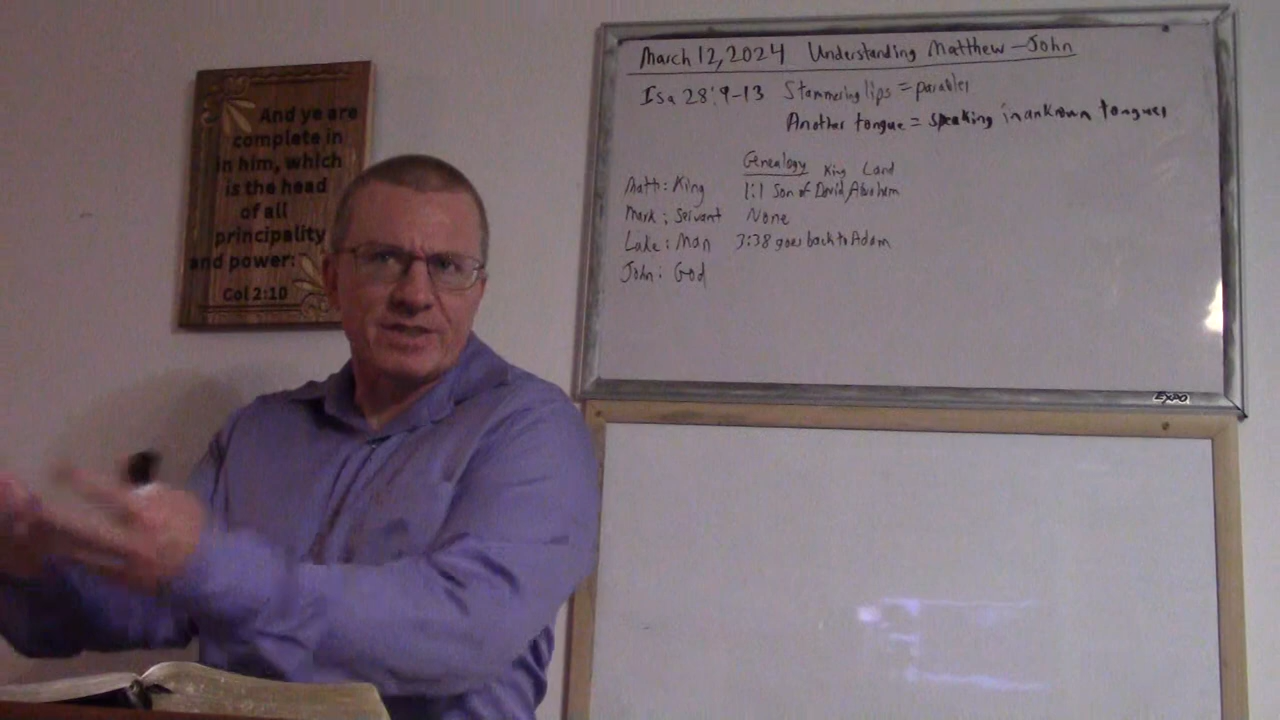 And ye are
complete in
in him, which
is the head
of all
principality
and power:
Col 2:10
March 12, 2024 Understanding Matthew-John
Isa 28:9-13 Stammering lips = parables
Another tongue = speaking in unknown tongues
Genealogy King Land
Matt: King 1:1 Son of David, Abraham
Mark: Servant None
Luke: Man 3:38 goes back to Adam
John: God
EXPO